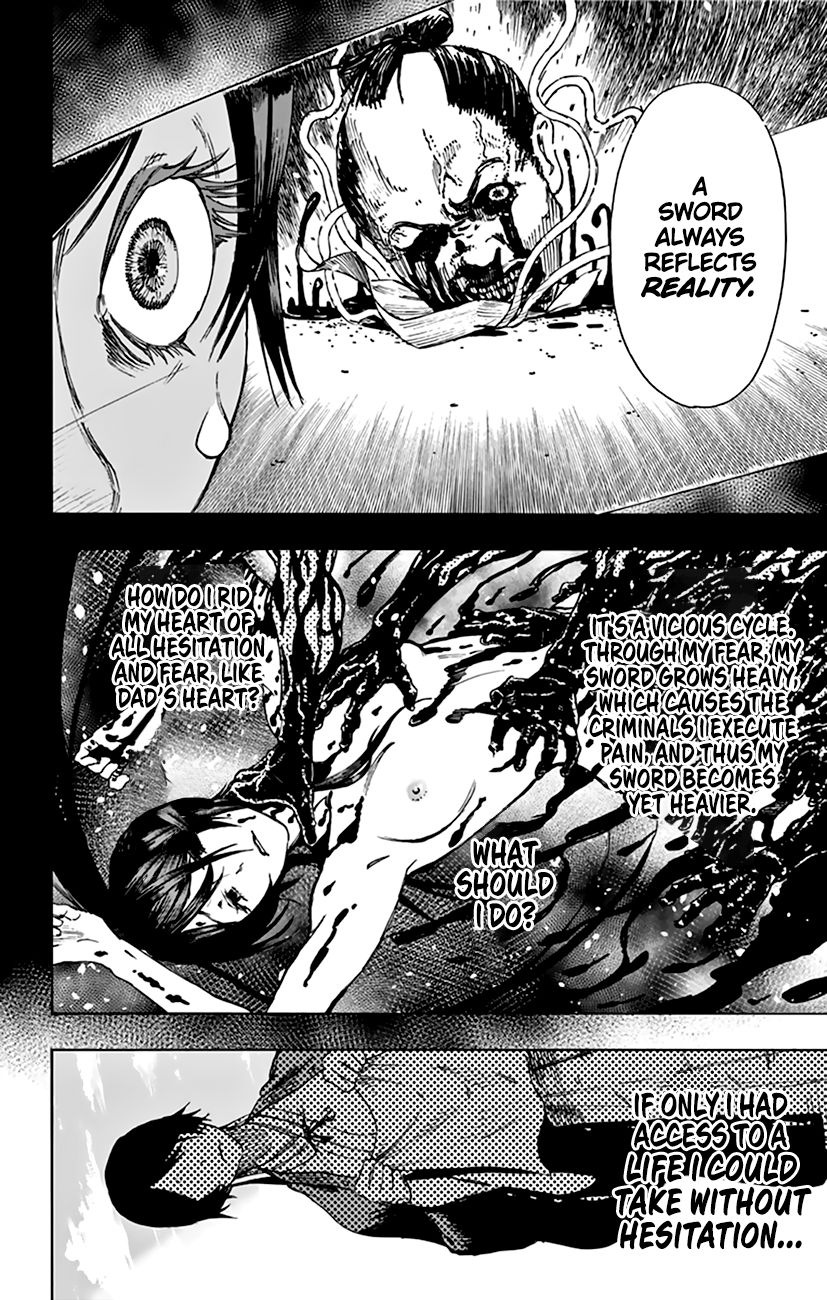 A
SWORD
ALWAYS
REFLECTS
REALITY.
IT'S A VICIOUS CYCLE.
THROUGH MY FEAR, MY
SWORD GROWS HEAVY,
WHICH CAUSES THE
CRIMINALS I EXECUTE
PAIN, AND THUS MY
SWORD BECOMES
YET HEAVIER.
HOW DO I RID
MY HEART OF
ALL HESITATION
AND FEAR, LIKE
DAD'S HEART?
WHAT
SHOULD
I DO?
IF ONLY I HAD
ACCESS TO A
LIFE I COULD
TAKE WITHOUT
HESITATION...